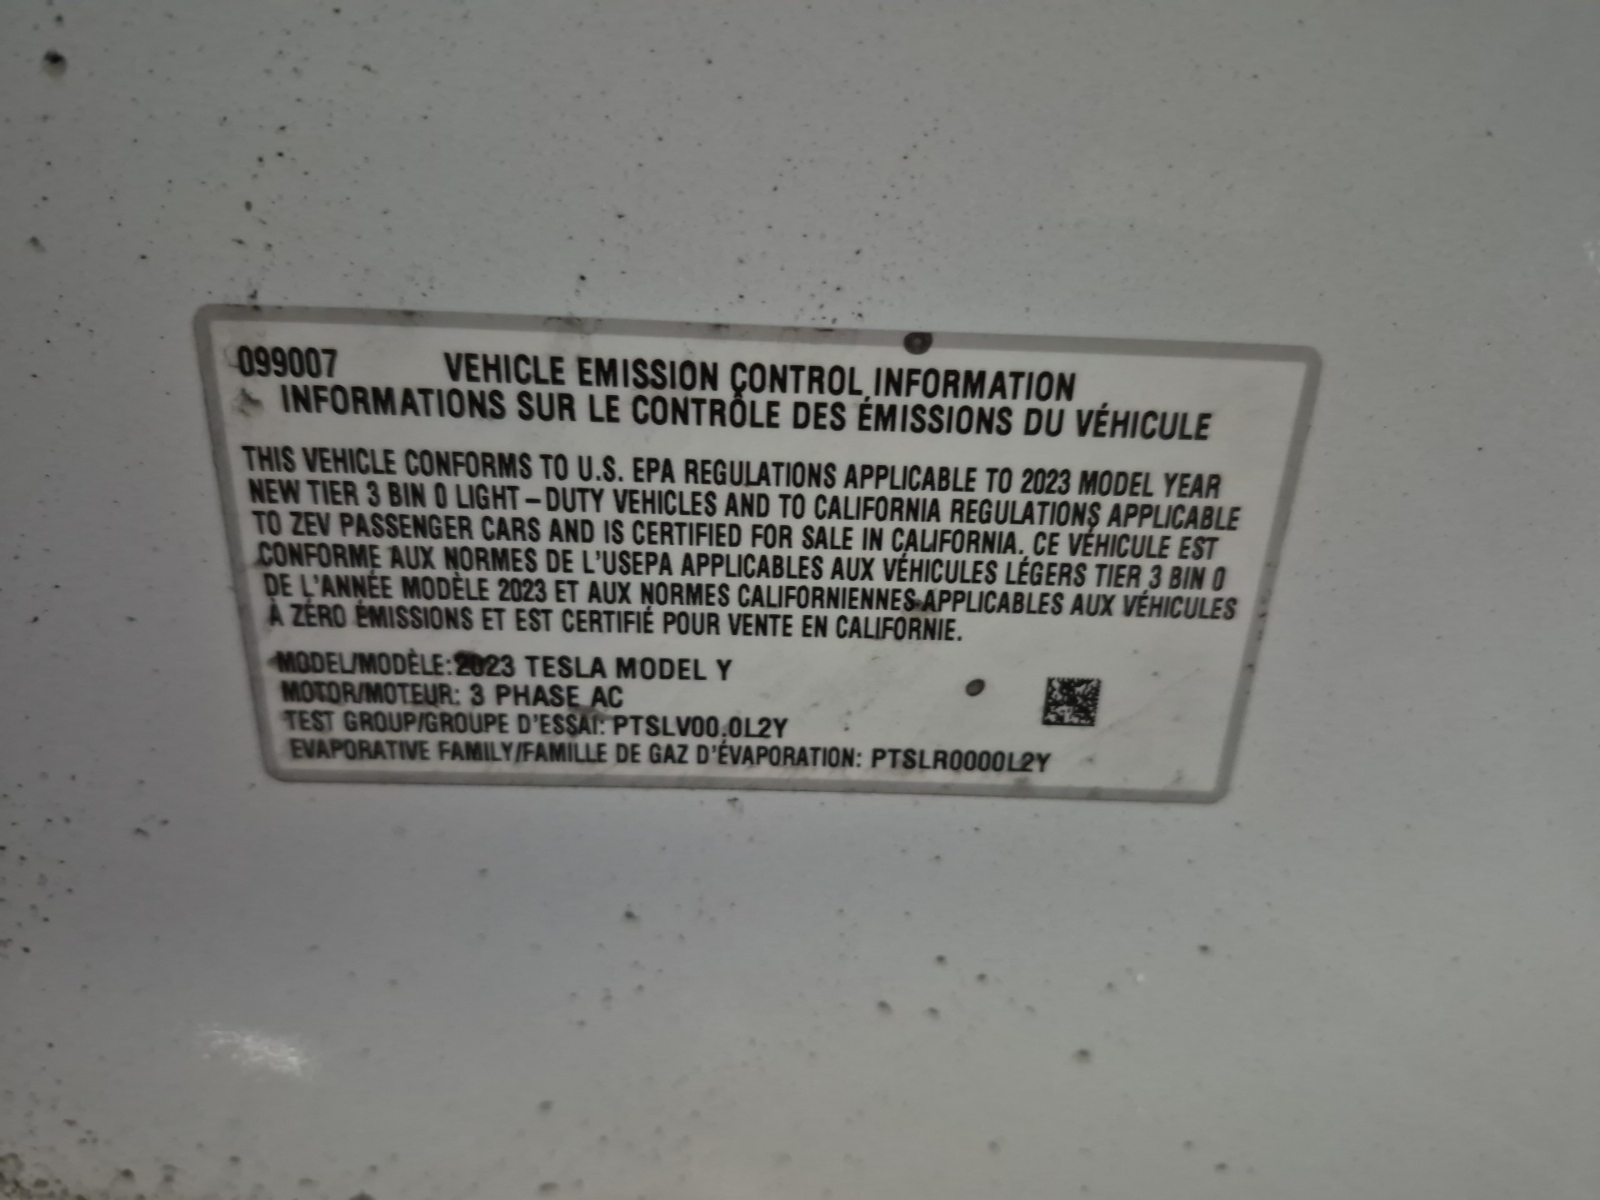 099007 VEHICLE EMISSION CONTROL INFORMATION
INFORMATIONS SUR LE CONTRÔLE DES ÉMISSIONS DU VÉHICULE
THIS VEHICLE CONFORMS TO U.S. EPA REGULATIONS APPLICABLE TO 2023 MODEL YEAR
NEW TIER 3 BIN 0 LIGHT – DUTY VEHICLES AND TO CALIFORNIA REGULATIONS APPLICABLE
TO ZEV PASSENGER CARS AND IS CERTIFIED FOR SALE IN CALIFORNIA. CE VÉHICULE EST
CONFORME AUX NORMES DE L'USEPA APPLICABLES AUX VÉHICULES LÉGERS TIER 3 BIN 0
DE L'ANNÉE MODÈLE 2023 ET AUX NORMES CALIFORNIENNES APPLICABLES AUX VÉHICULES
À ZÉRO ÉMISSIONS ET EST CERTIFIÉ POUR VENTE EN CALIFORNIE.
MODEL/MODÈLE: 2023 TESLA MODEL Y
MOTOR/MOTEUR: 3 PHASE AC
TEST GROUP/GROUPE D'ESSAI: PTSLV00.0L2Y
EVAPORATIVE FAMILY/FAMILLE DE GAZ D'ÉVAPORATION: PTSLR0000L2Y